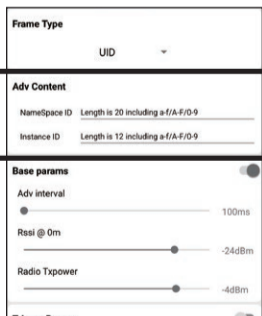 Frame Type
UID
Adv Content
NameSpace ID Length is 20 including a-f/A-F/0-9
Instance ID Length is 12 including a-f/A-F/0-9
Base params
Adv interval
100ms
Rssi @ 0m
-24dBm
Radio Txpower
-4dBm